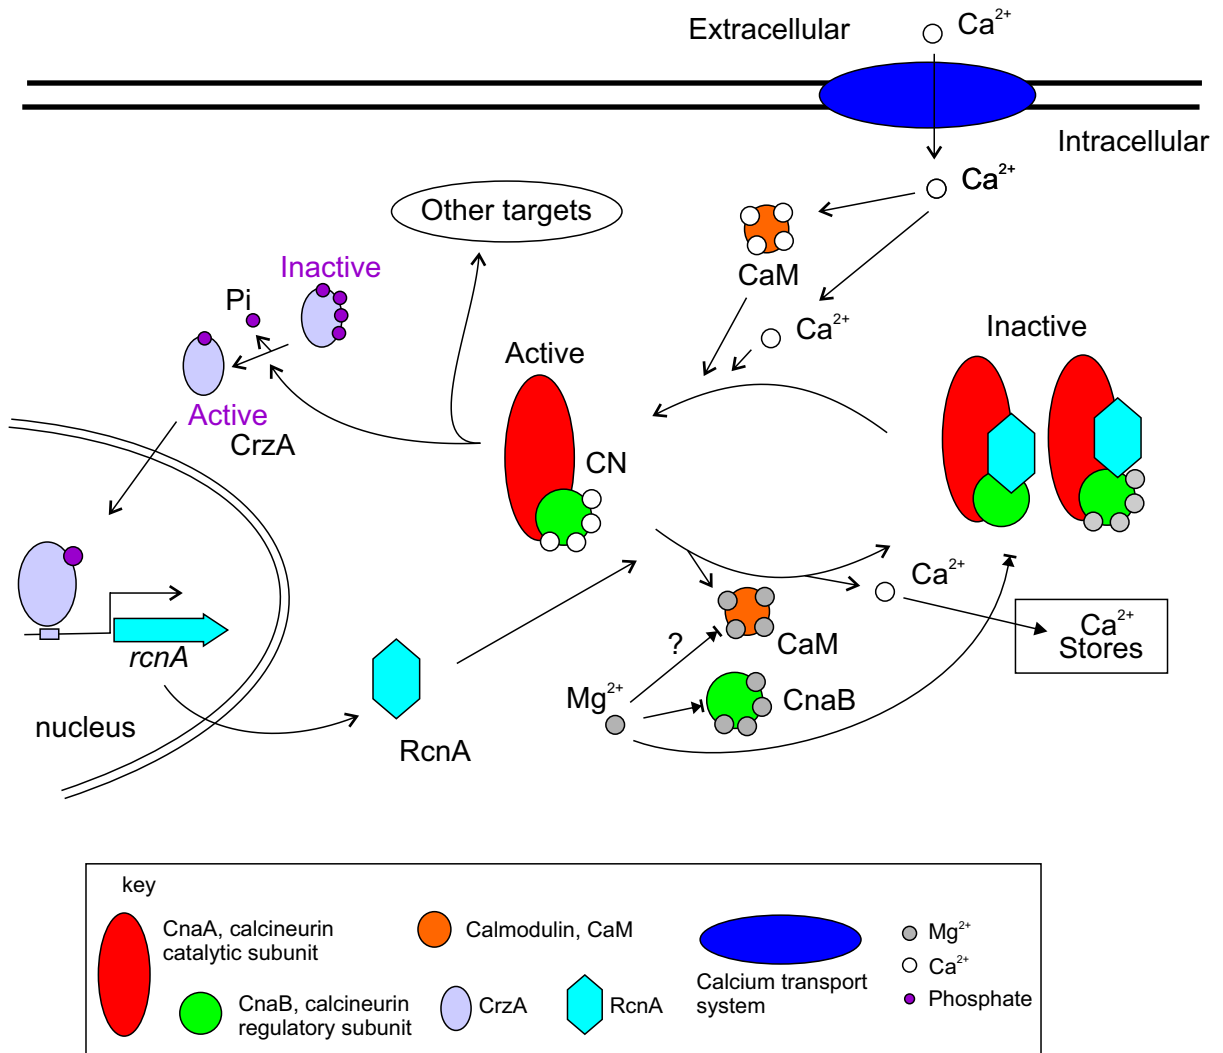 Extracellular
Ca2+
Intracellular
Ca2+
Other targets
CaM
Inactive
Pi
Ca2+
Inactive
Active
Active
CrzA
CN
Ca2+
Ca2+
Stores
rcnA
?
CaM
Mg2+
CnaB
nucleus
RcnA
key
CnaA, calcineurin
catalytic subunit
Calmodulin, CaM
Mg2+
Ca2+
Phosphate
Calcium transport
system
CnaB, calcineurin
regulatory subunit
CrzA
RcnA